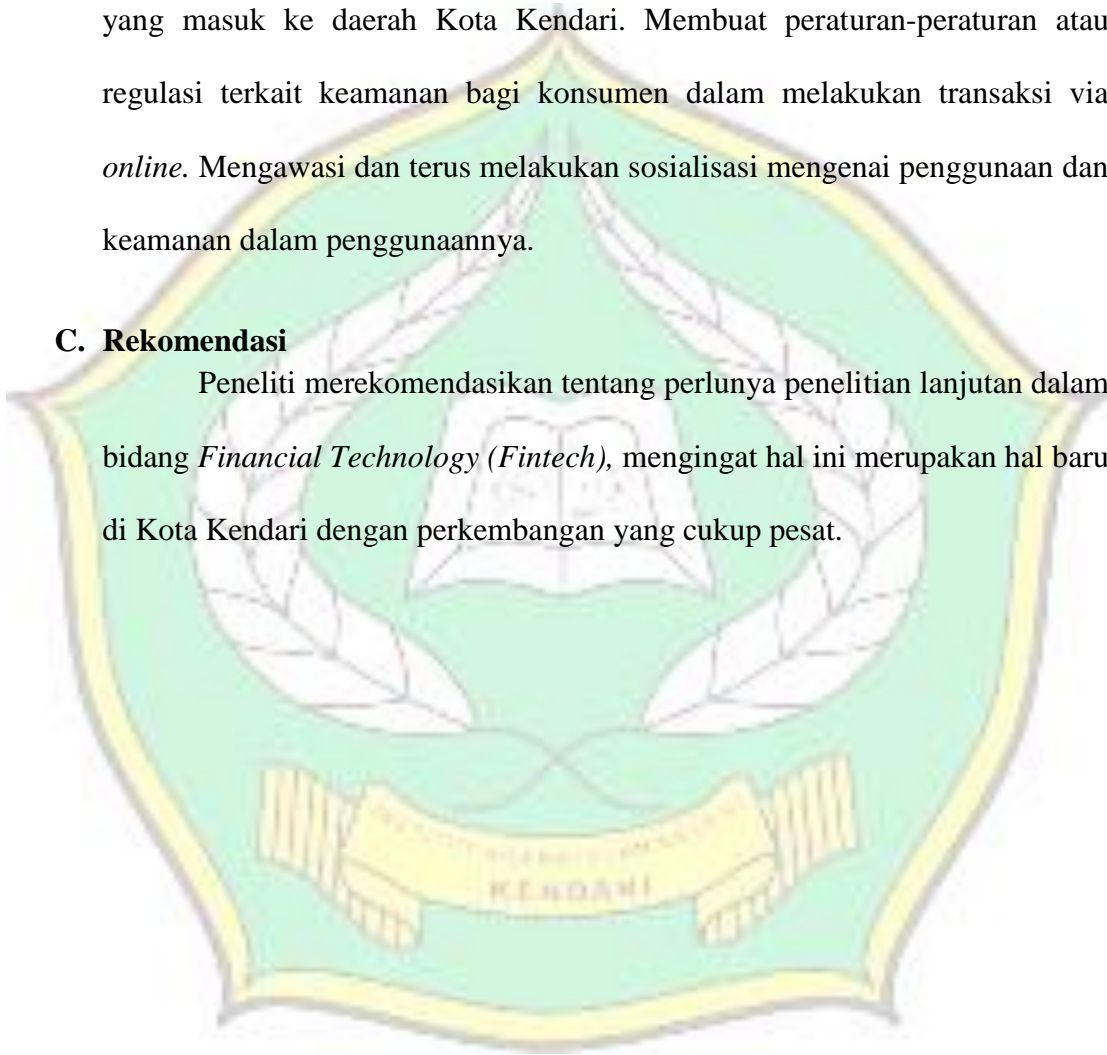 yang masuk ke daerah Kota Kendari. Membuat peraturan-peraturan atau
regulasi terkait keamanan bagi konsumen dalam melakukan transaksi via
online. Mengawasi dan terus melakukan sosialisasi mengenai penggunaan dan
keamanan dalam penggunaannya.
C. Rekomendasi
Peneliti merekomendasikan tentang perlunya penelitian lanjutan dalam
bidang Financial Technology (Fintech), mengingat hal ini merupakan hal baru
di Kota Kendari dengan perkembangan yang cukup pesat.
KENDARI